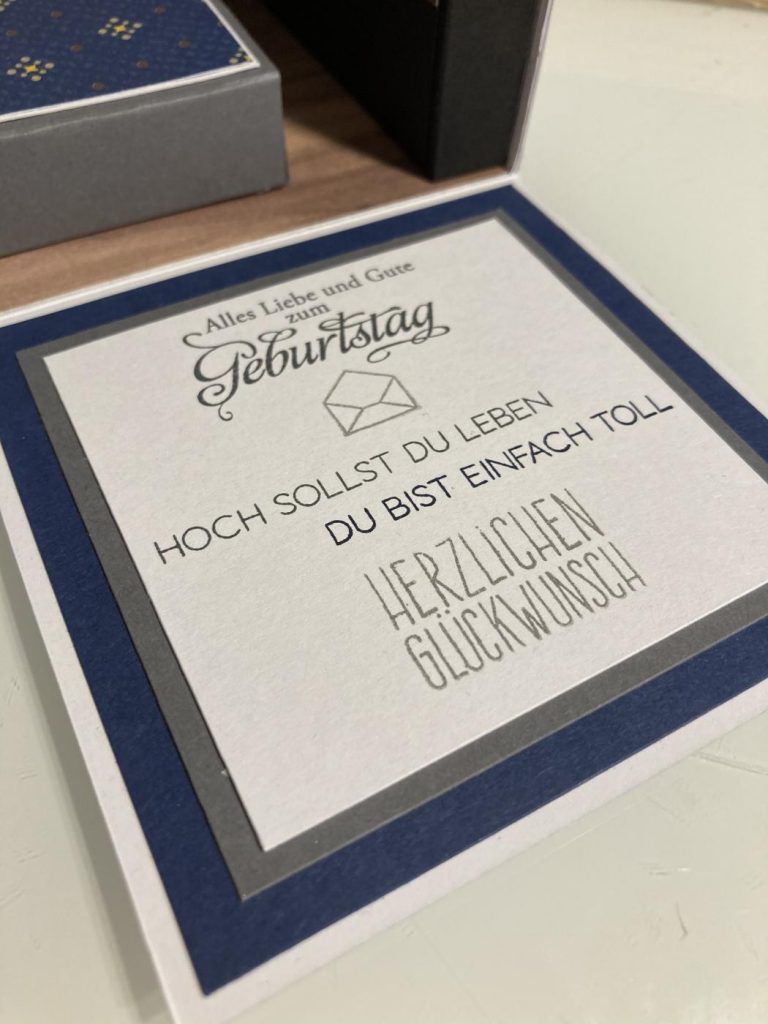 Alles Liebe und Gute
zum
Geburtstag
HOCH SOLLST DU LEBEN
DU BIST EINFACH TOLL
HERZLICHEN
GLÜCKWUNSCH